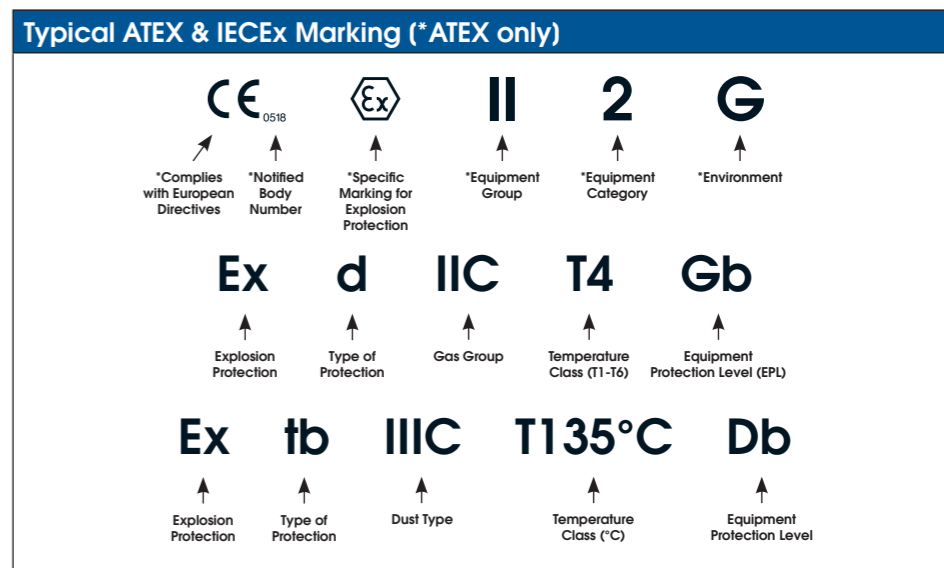 Typical ATEX & IECEx Marking (*ATEX only)
CE 0518 Ex II 2 G
*Complies with European Directives
*Notified Body Number
*Specific Marking for Explosion Protection
*Equipment Group
*Equipment Category
*Environment
Ex d IIC T4 Gb
Explosion Protection
Type of Protection
Gas Group
Temperature Class (T1-T6)
Equipment Protection Level (EPL)
Ex tb IIIC T135°C Db
Explosion Protection
Type of Protection
Dust Type
Temperature Class (°C)
Equipment Protection Level